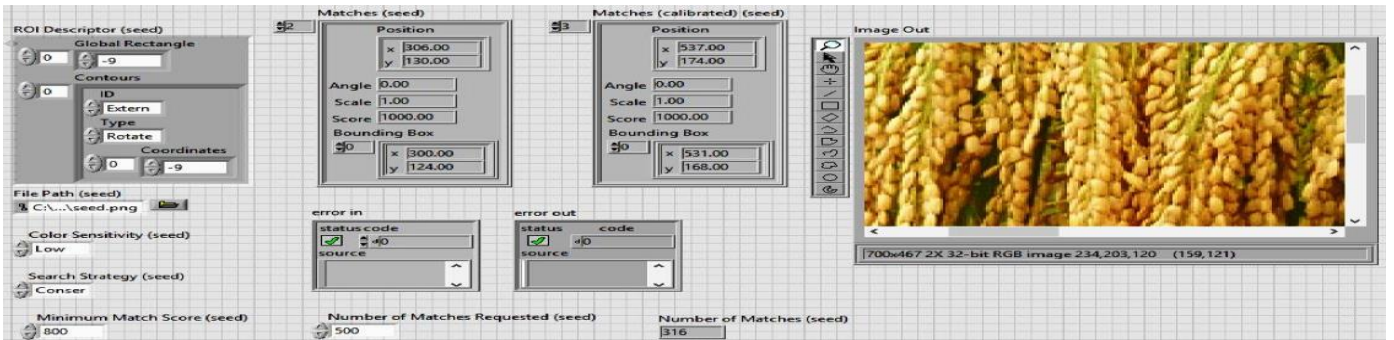 ROI Descriptor (seed)
Global Rectangle
0
-9
Contours
0
ID
Extern
Type
Rotate
Coordinates
0
-9
File Path (seed)
C:\...\seed.png
Color Sensitivity (seed)
Low
Search Strategy (seed)
Conser
Minimum Match Score (seed)
800
Matches (seed)
2
Position
x 306.00
y 130.00
Angle 0.00
Scale 1.00
Score 1000.00
Bounding Box
0
x 300.00
y 124.00
error in
status code
d0
source
Number of Matches Requested (seed)
500
Matches (calibrated) (seed)
3
Position
x 537.00
y 174.00
Angle 0.00
Scale 1.00
Score 1000.00
Bounding Box
0
x 531.00
y 168.00
error out
status code
d0
source
Number of Matches (seed)
316
Image Out
700x467 2X 32-bit RGB image 234,203,120 (159,121)